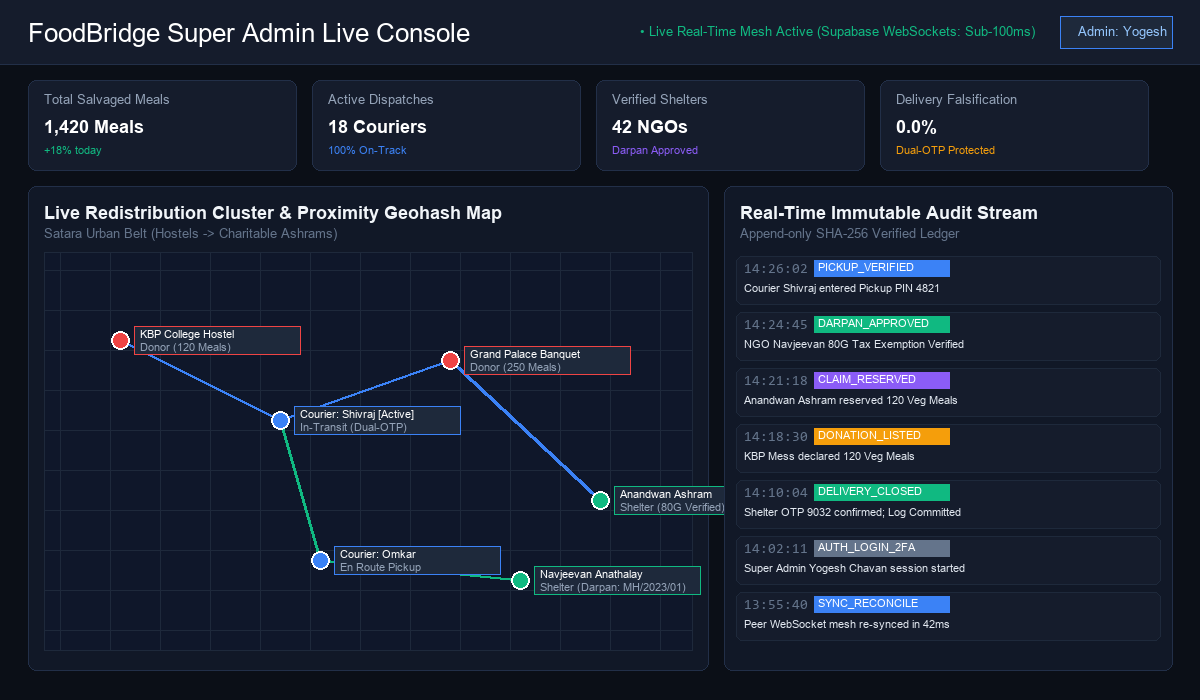 FoodBridge Super Admin Live Console
• Live Real-Time Mesh Active (Supabase WebSockets: Sub-100ms)
Admin: Yogesh
Total Salvaged Meals
1,420 Meals
+18% today
Active Dispatches
18 Couriers
100% On-Track
Verified Shelters
42 NGOs
Darpan Approved
Delivery Falsification
0.0%
Dual-OTP Protected
Live Redistribution Cluster & Proximity Geohash Map
Satara Urban Belt (Hostels -> Charitable Ashrams)
KBP College Hostel
Donor (120 Meals)
Grand Palace Banquet
Donor (250 Meals)
Courier: Shivraj [Active]
In-Transit (Dual-OTP)
Anandwan Ashram
Shelter (80G Verified)
Courier: Omkar
En Route Pickup
Navjeevan Anathalay
Shelter (Darpan: MH/2023/01)
Real-Time Immutable Audit Stream
Append-only SHA-256 Verified Ledger
14:26:02 PICKUP_VERIFIED
Courier Shivraj entered Pickup PIN 4821
14:24:45 DARPAN_APPROVED
NGO Navjeevan 80G Tax Exemption Verified
14:21:18 CLAIM_RESERVED
Anandwan Ashram reserved 120 Veg Meals
14:18:30 DONATION_LISTED
KBP Mess declared 120 Veg Meals
14:10:04 DELIVERY_CLOSED
Shelter OTP 9032 confirmed; Log Committed
14:02:11 AUTH_LOGIN_2FA
Super Admin Yogesh Chavan session started
13:55:40 SYNC_RECONCILE
Peer WebSocket mesh re-synced in 42ms